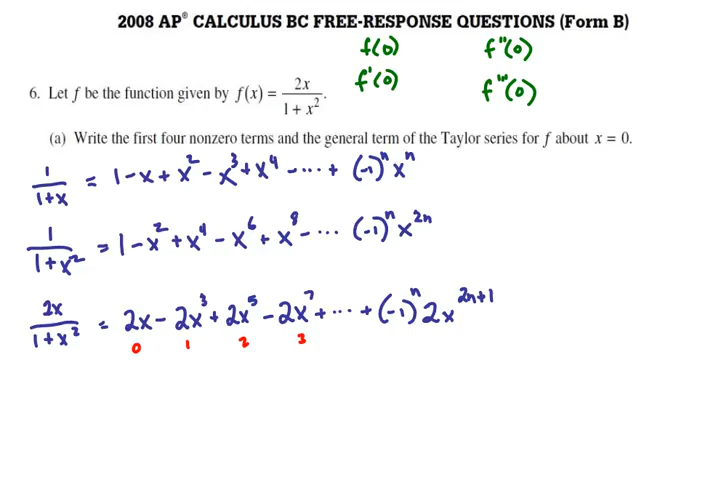 2008 AP® CALCULUS BC FREE-RESPONSE QUESTIONS (Form B)
f(0) f''(0)
f'(0) f'''(0)
6. Let f be the function given by f(x) = 2x / (1 + x²).
(a) Write the first four nonzero terms and the general term of the Taylor series for f about x = 0.
1/(1+x) = 1 - x + x² - x³ + x⁴ - ... + (-1)ⁿ xⁿ
1/(1+x²) = 1 - x² + x⁴ - x⁶ + x⁸ - ... (-1)ⁿ x²ⁿ
2x/(1+x²) = 2x - 2x³ + 2x⁵ - 2x⁷ + ... + (-1)ⁿ 2x²ⁿ⁺¹
0 1 2 3